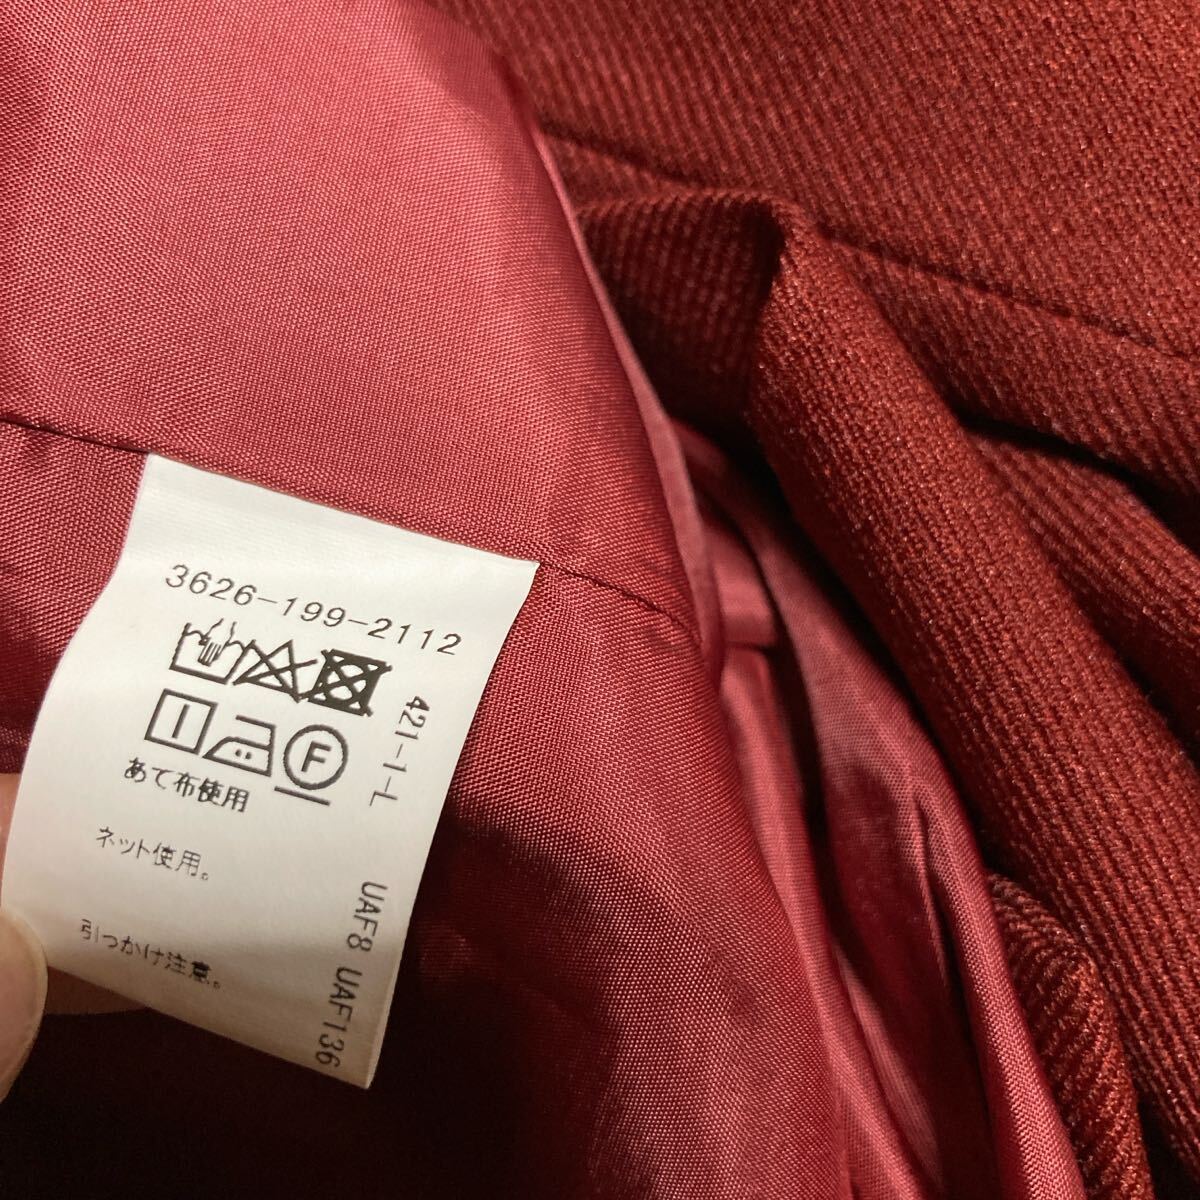 3626-199-2112
F
あて布使用
ネット使用。
引っかけ注意。
421-1-L
UAF8 UAF136